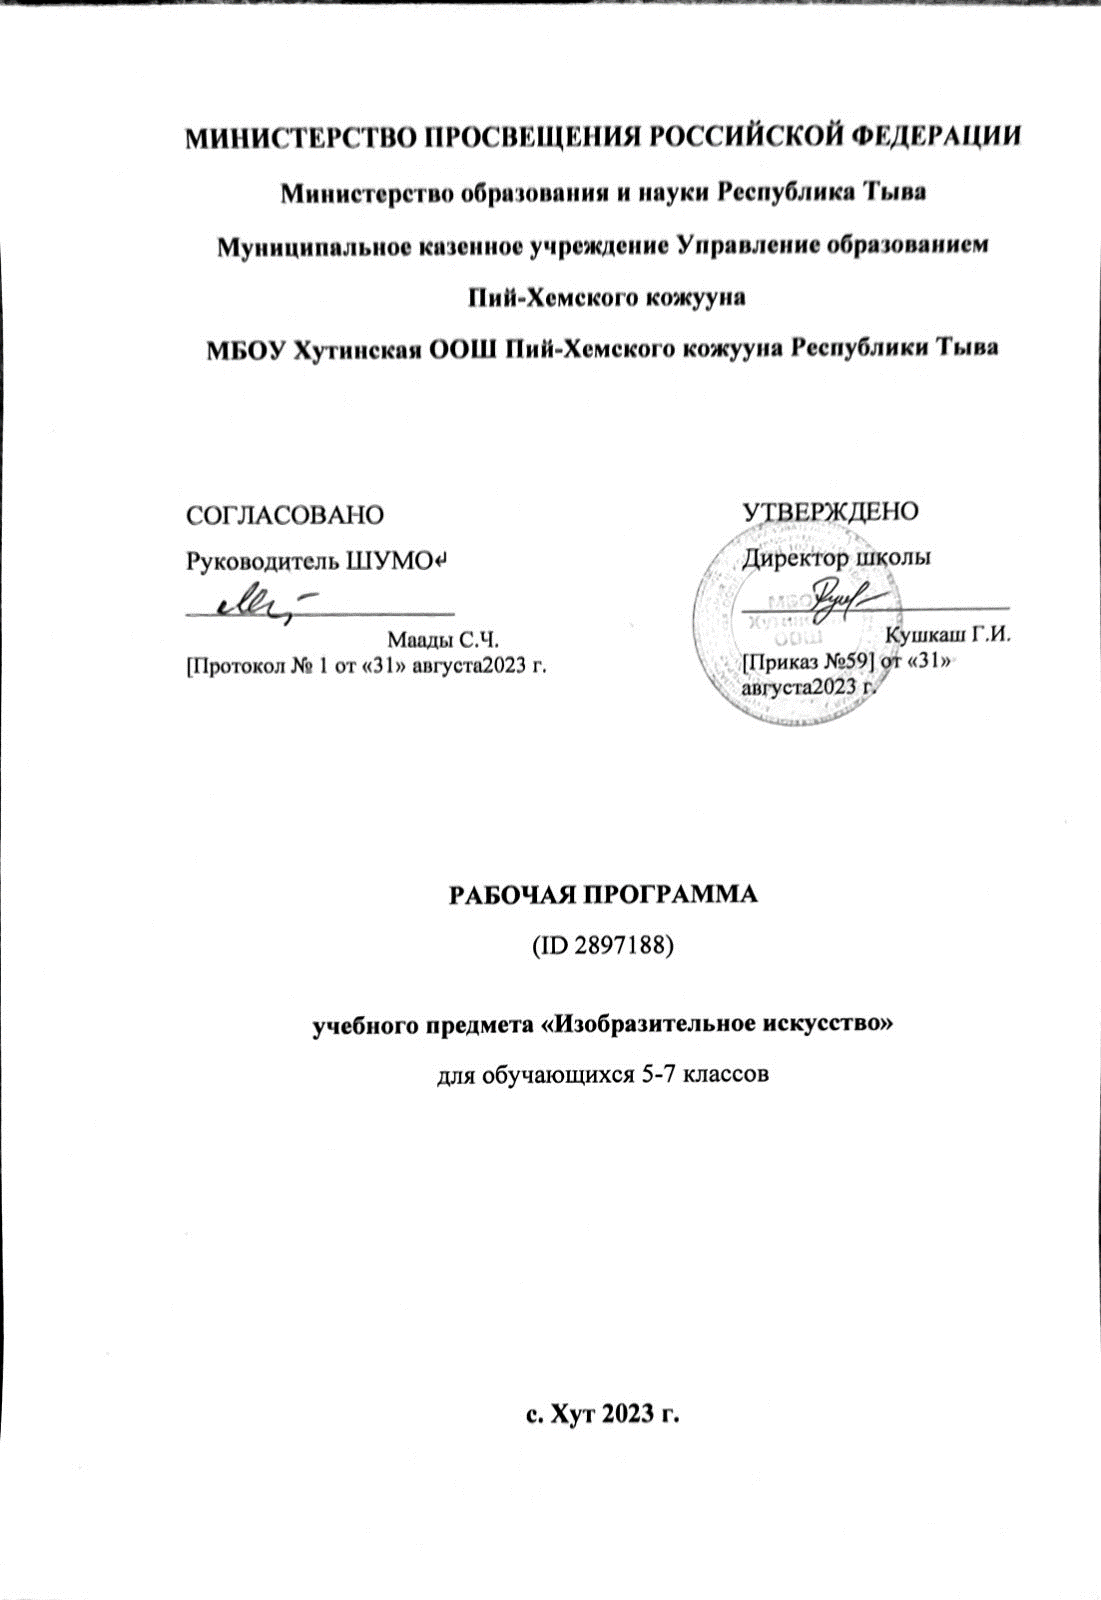 МИНИСТЕРСТВО ПРОСВЕЩЕНИЯ РОССИЙСКОЙ ФЕДЕРАЦИИ
Министерство образования и науки Республика Тыва
Муниципальное казенное учреждение Управление образованием
Пий-Хемского кожууна
МБОУ Хутинская ООШ Пий-Хемского кожууна Республики Тыва
СОГЛАСОВАНО
Руководитель ШУМО↵
Маады С.Ч.
[Протокол № 1 от «31» августа2023 г.
УТВЕРЖДЕНО
Директор школы
Кушкаш Г.И.
[Приказ №59] от «31»
августа2023 г.
МБОУ
ХУТИНСКАЯ
ООШ
РАБОЧАЯ ПРОГРАММА
(ID 2897188)
учебного предмета «Изобразительное искусство»
для обучающихся 5-7 классов
с. Хут 2023 г.